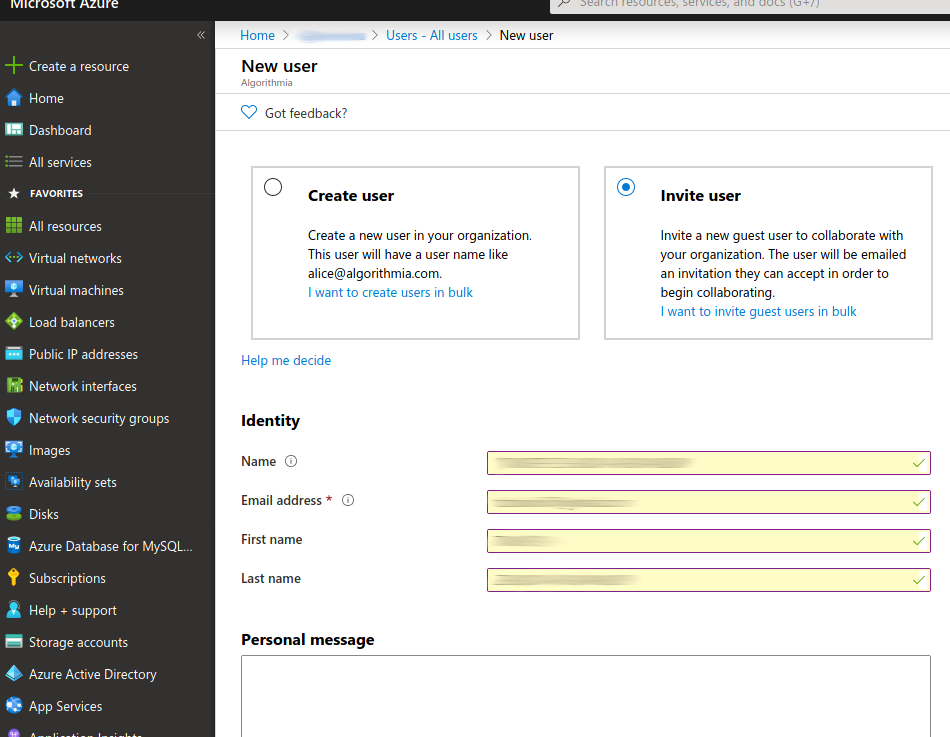 Microsoft Azure
Search resources, services, and docs (G+/)
«
Create a resource
Home
Dashboard
All services
FAVORITES
All resources
Virtual networks
Virtual machines
Load balancers
Public IP addresses
Network interfaces
Network security groups
Images
Availability sets
Disks
Azure Database for MySQL...
Subscriptions
Help + support
Storage accounts
Azure Active Directory
App Services
Application Insights
Home > > Users - All users > New user
New user
Algorithmia
Got feedback?
Create user
Create a new user in your organization.
This user will have a user name like
alice@algorithmia.com.
I want to create users in bulk
Invite user
Invite a new guest user to collaborate with
your organization. The user will be emailed
an invitation they can accept in order to
begin collaborating.
I want to invite guest users in bulk
Help me decide
Identity
Name
Email address *
First name
Last name
Personal message